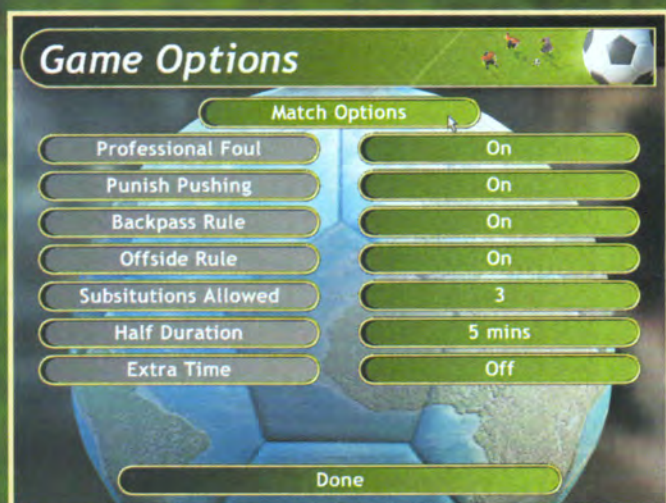 Game Options
Match Options
Professional Foul On
Punish Pushing On
Backpass Rule On
Offside Rule On
Subsitutions Allowed 3
Half Duration 5 mins
Extra Time Off
Done